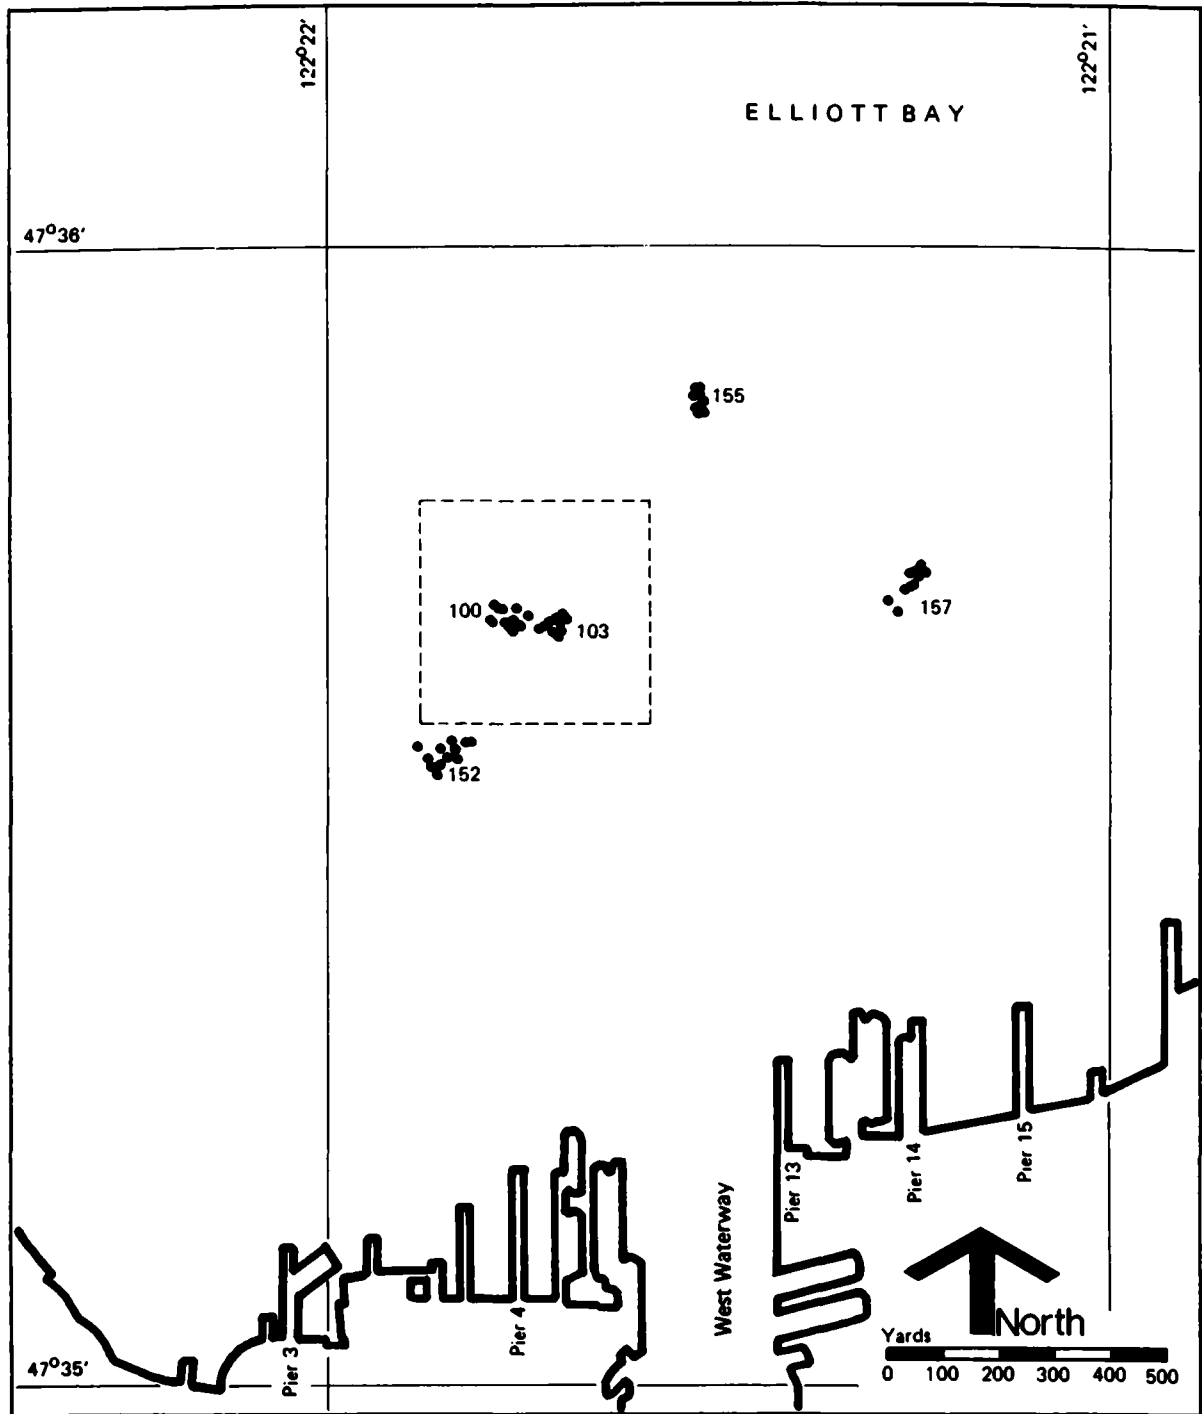 122°22'
122°21'
ELLIOTT BAY
47°36'
155
100
103
157
152
West Waterway
Pier 13
Pier 14
Pier 15
Pier 4
Pier 3
North
Yards
0 100 200 300 400 500
47°35'